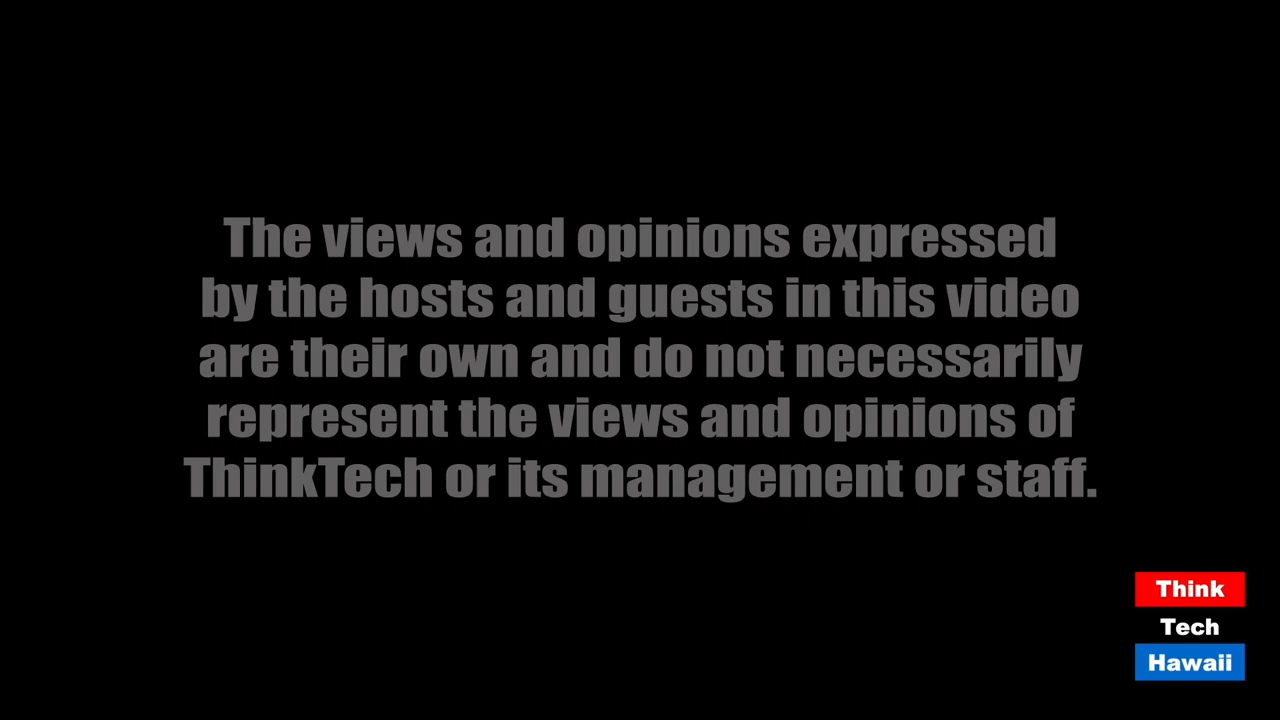 The views and opinions expressed
by the hosts and guests in this video
are their own and do not necessarily
represent the views and opinions of
ThinkTech or its management or staff.
Think
Tech
Hawaii